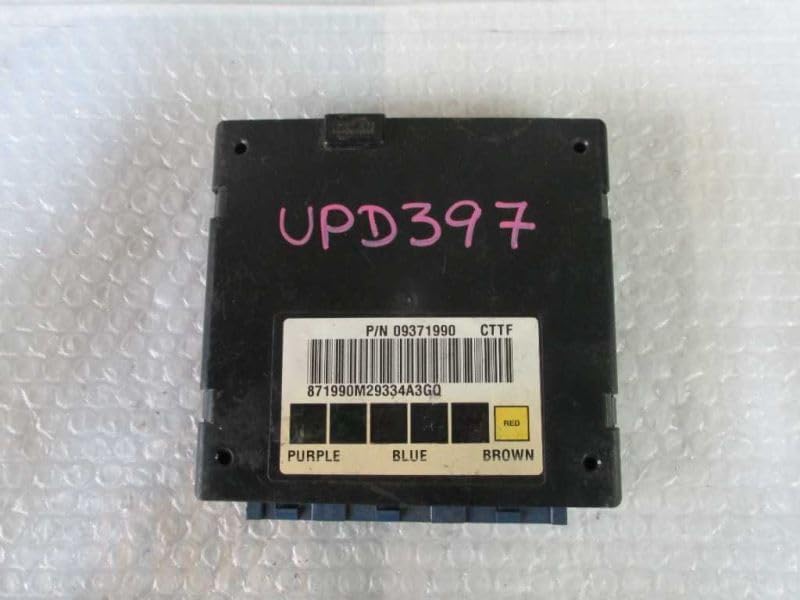 UPD397
P/N 09371990 CTTF
871990M29334A3GQ
RED
PURPLE BLUE BROWN